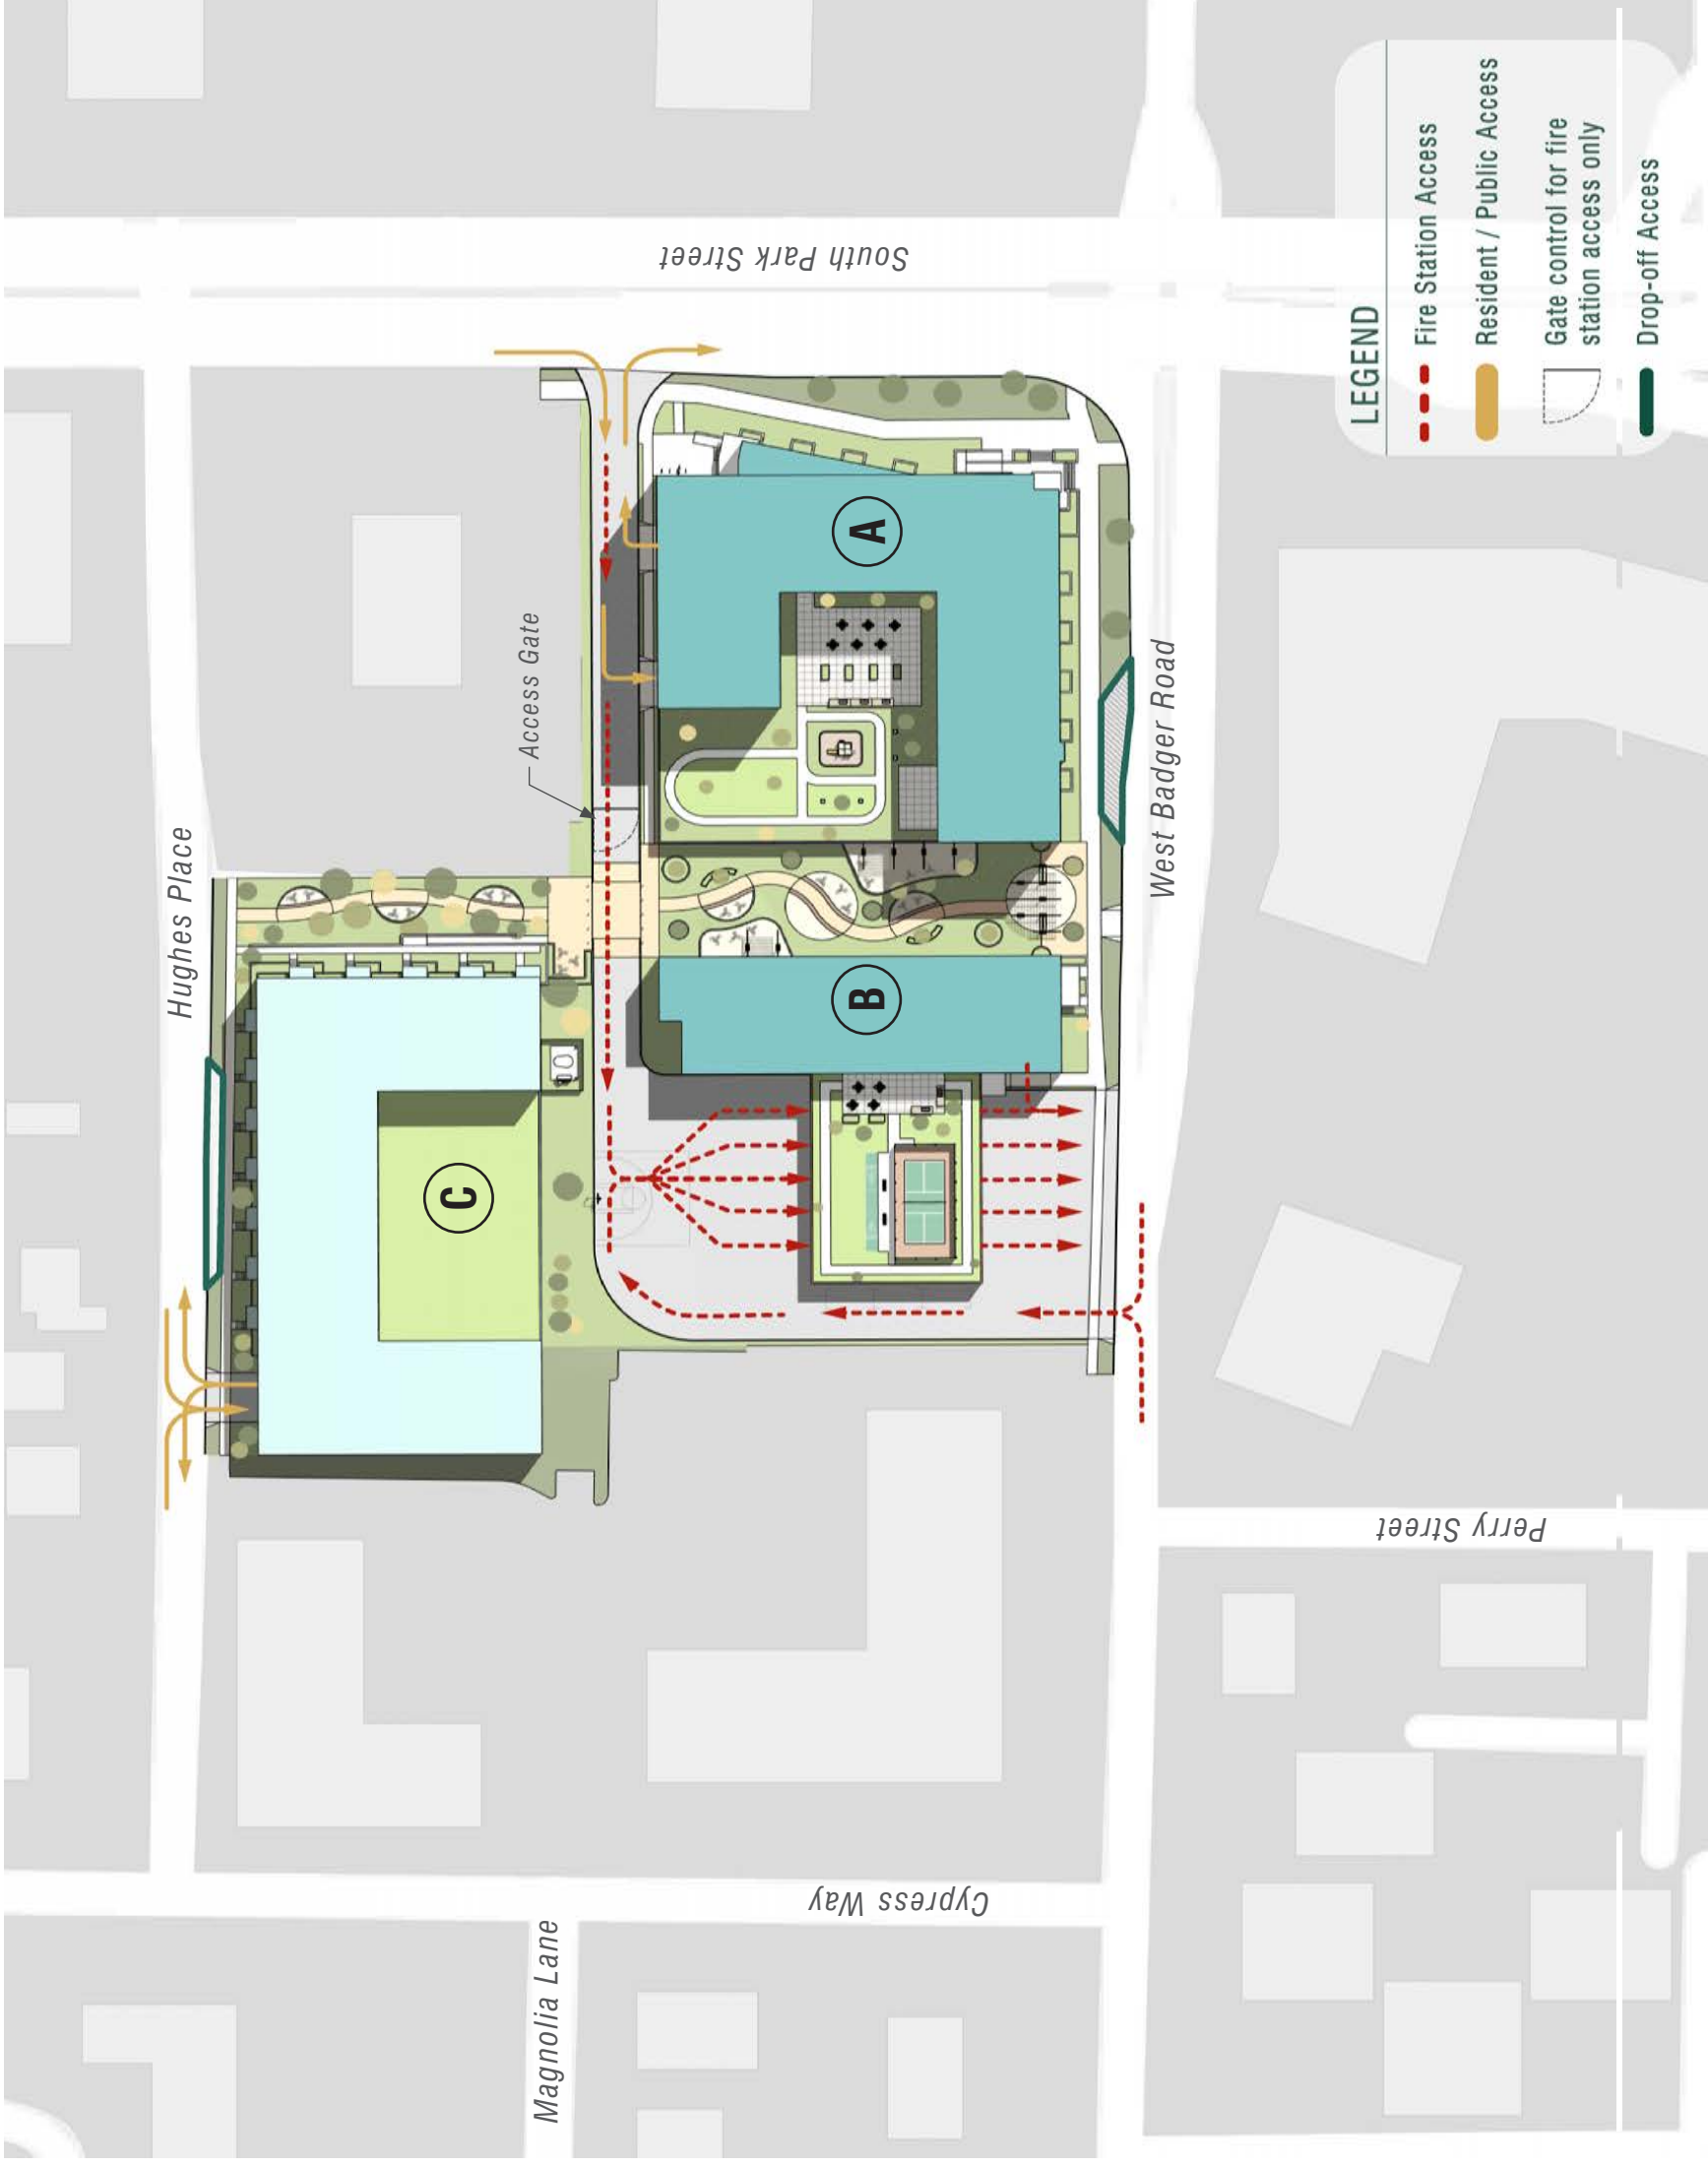 Hughes Place
South Park Street
Access Gate
A
B
C
West Badger Road
Perry Street
Cypress Way
Magnolia Lane
LEGEND
Fire Station Access
Resident / Public Access
Gate control for fire
station access only
Drop-off Access